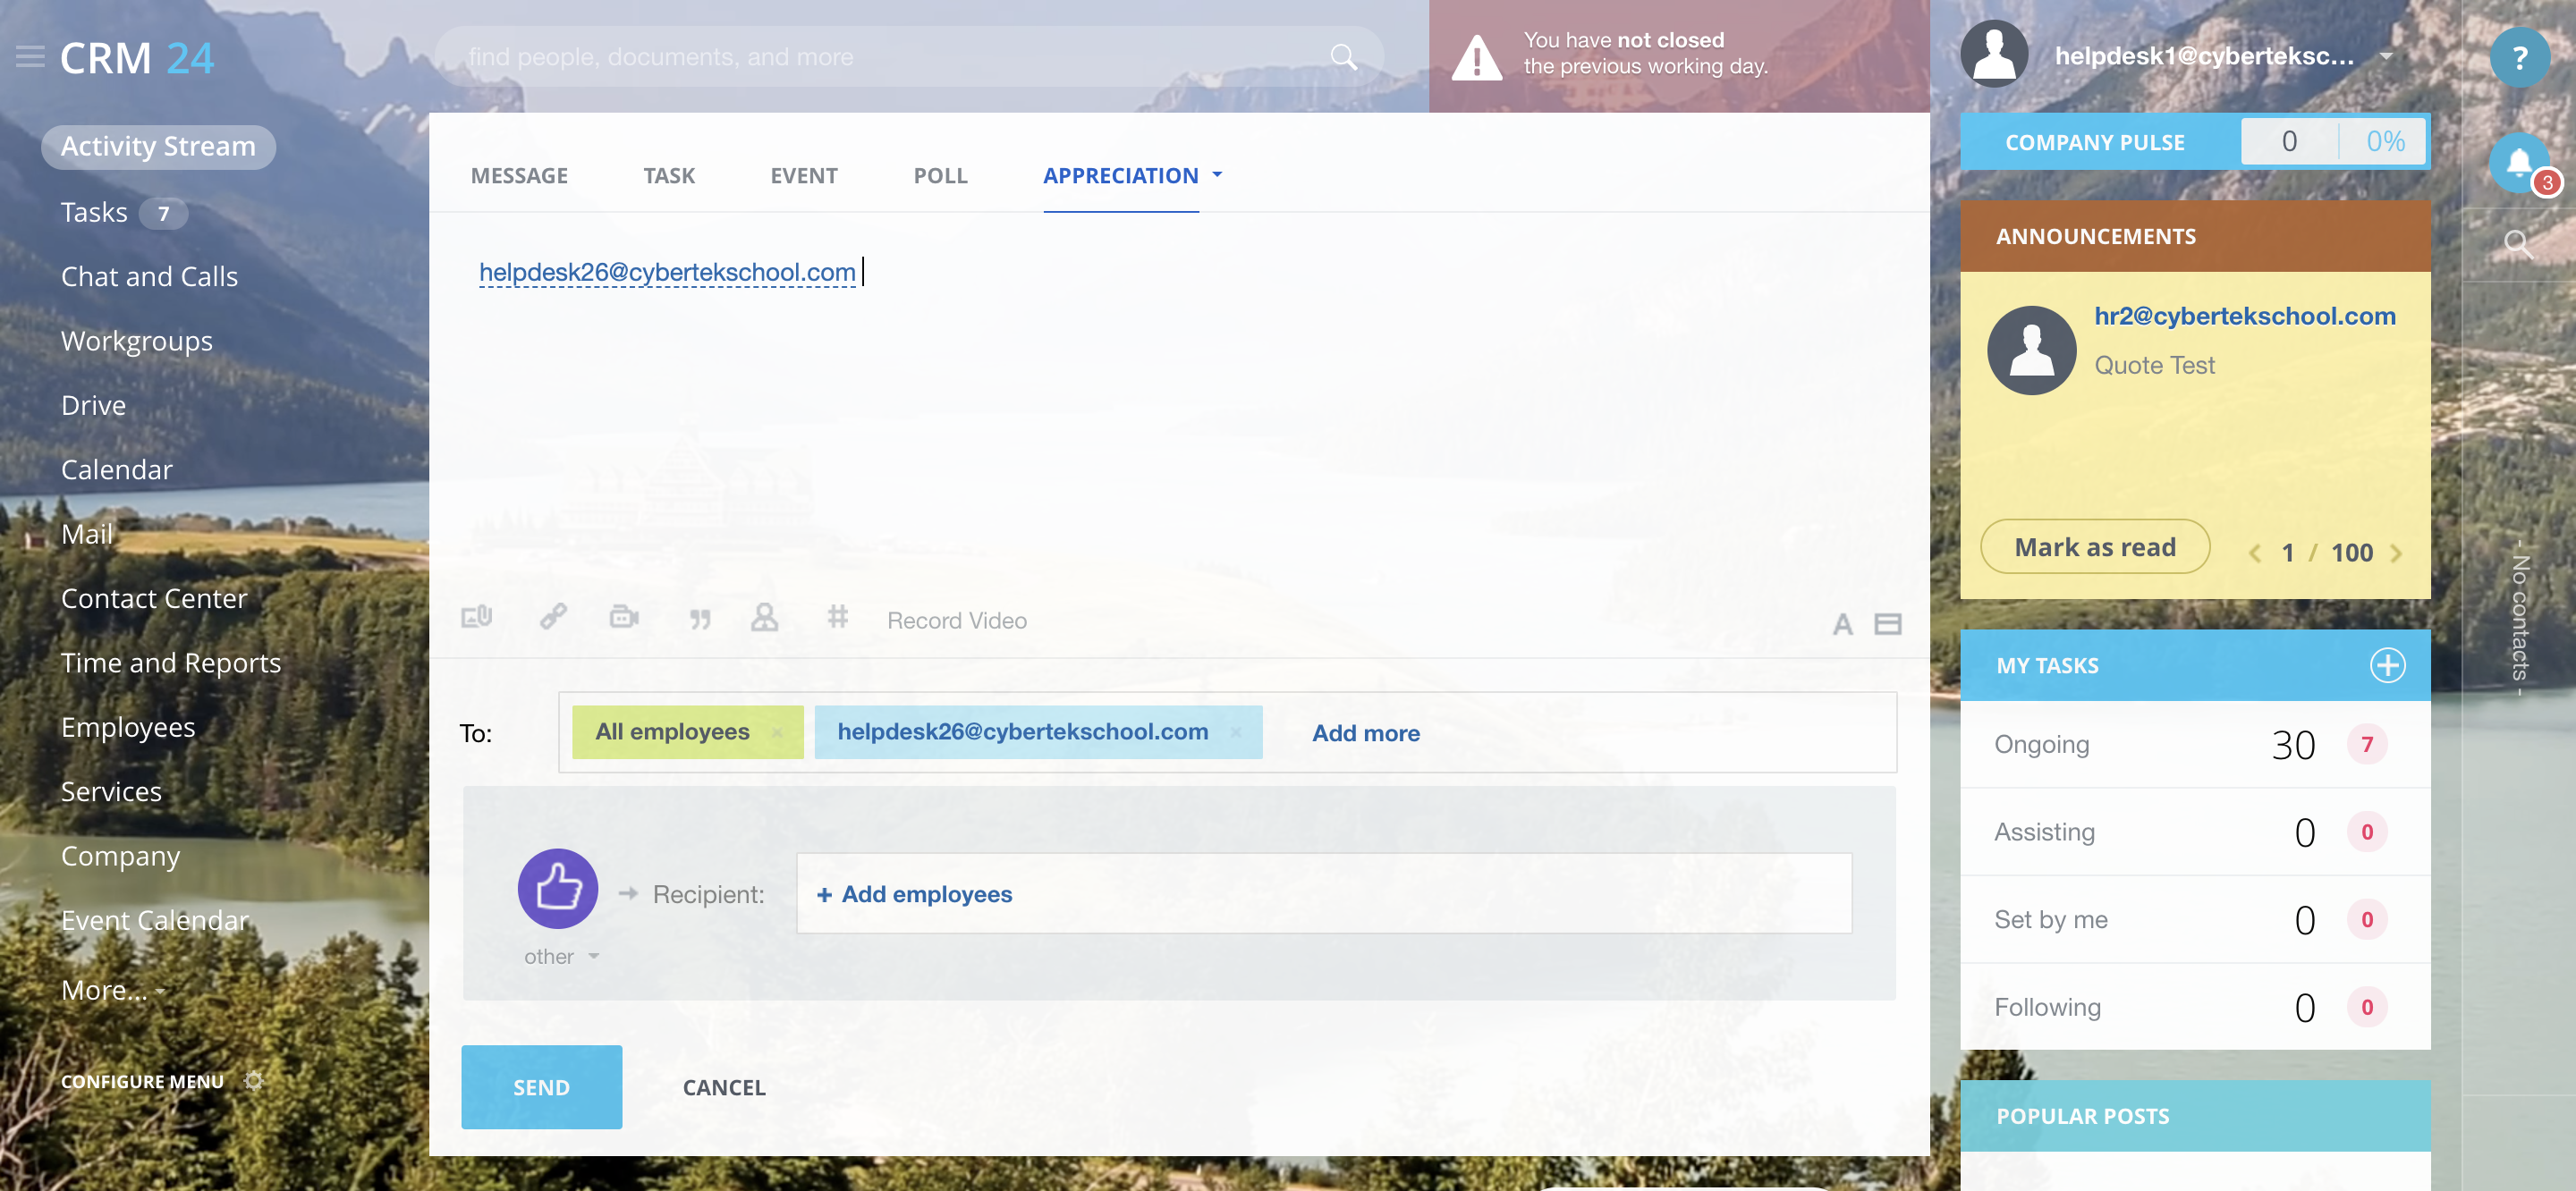 CRM 24
find people, documents, and more
You have not closed
the previous working day.
helpdesk1@cyberteksc...
?
Activity Stream
Tasks 7
Chat and Calls
Workgroups
Drive
Calendar
Mail
Contact Center
Time and Reports
Employees
Services
Company
Event Calendar
More...
CONFIGURE MENU
MESSAGE TASK EVENT POLL APPRECIATION
helpdesk26@cybertekschool.com
Record Video A
To: All employees × helpdesk26@cybertekschool.com × Add more
Recipient: + Add employees
other
SEND CANCEL
COMPANY PULSE 0 0%
3
ANNOUNCEMENTS
hr2@cybertekschool.com
Quote Test
Mark as read 1 / 100
MY TASKS
Ongoing 30 7
Assisting 0 0
Set by me 0 0
Following 0 0
POPULAR POSTS
- No contacts -